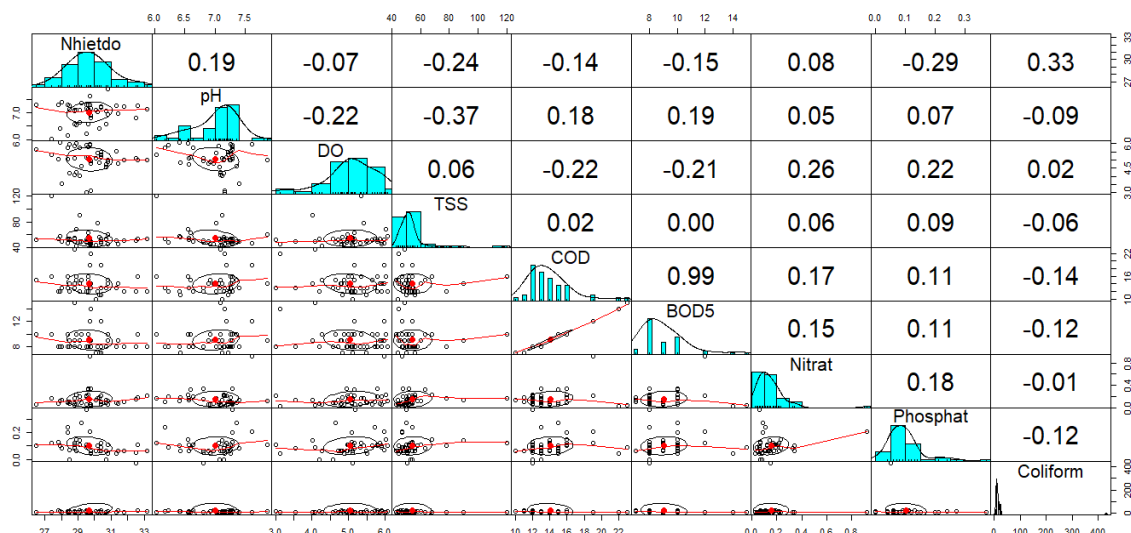 6.0 6.5 7.0 7.5 40 60 80 100 120 8 10 12 14 0.0 0.1 0.2 0.3
Nhietdo 0.19 -0.07 -0.24 -0.14 -0.15 0.08 -0.29 0.33 27 30 31 33
6.0 7.0 pH -0.22 -0.37 0.18 0.19 0.05 0.07 -0.09
DO 0.06 -0.22 -0.21 0.26 0.22 0.02 3.0 4.5 6.0
40 80 120 TSS 0.02 0.00 0.06 0.09 -0.06
COD 0.99 0.17 0.11 -0.14 10 14 18 22
8 12 BOD5 0.15 0.11 -0.12
Nitrat 0.18 -0.01 0.0 0.4 0.8
0.0 0.2 Phosphat -0.12
Coliform 0 200 400
27 29 31 33 3.0 4.0 5.0 6.0 10 12 14 16 18 20 22 0.0 0.2 0.4 0.6 0.8 0 100 200 300 400